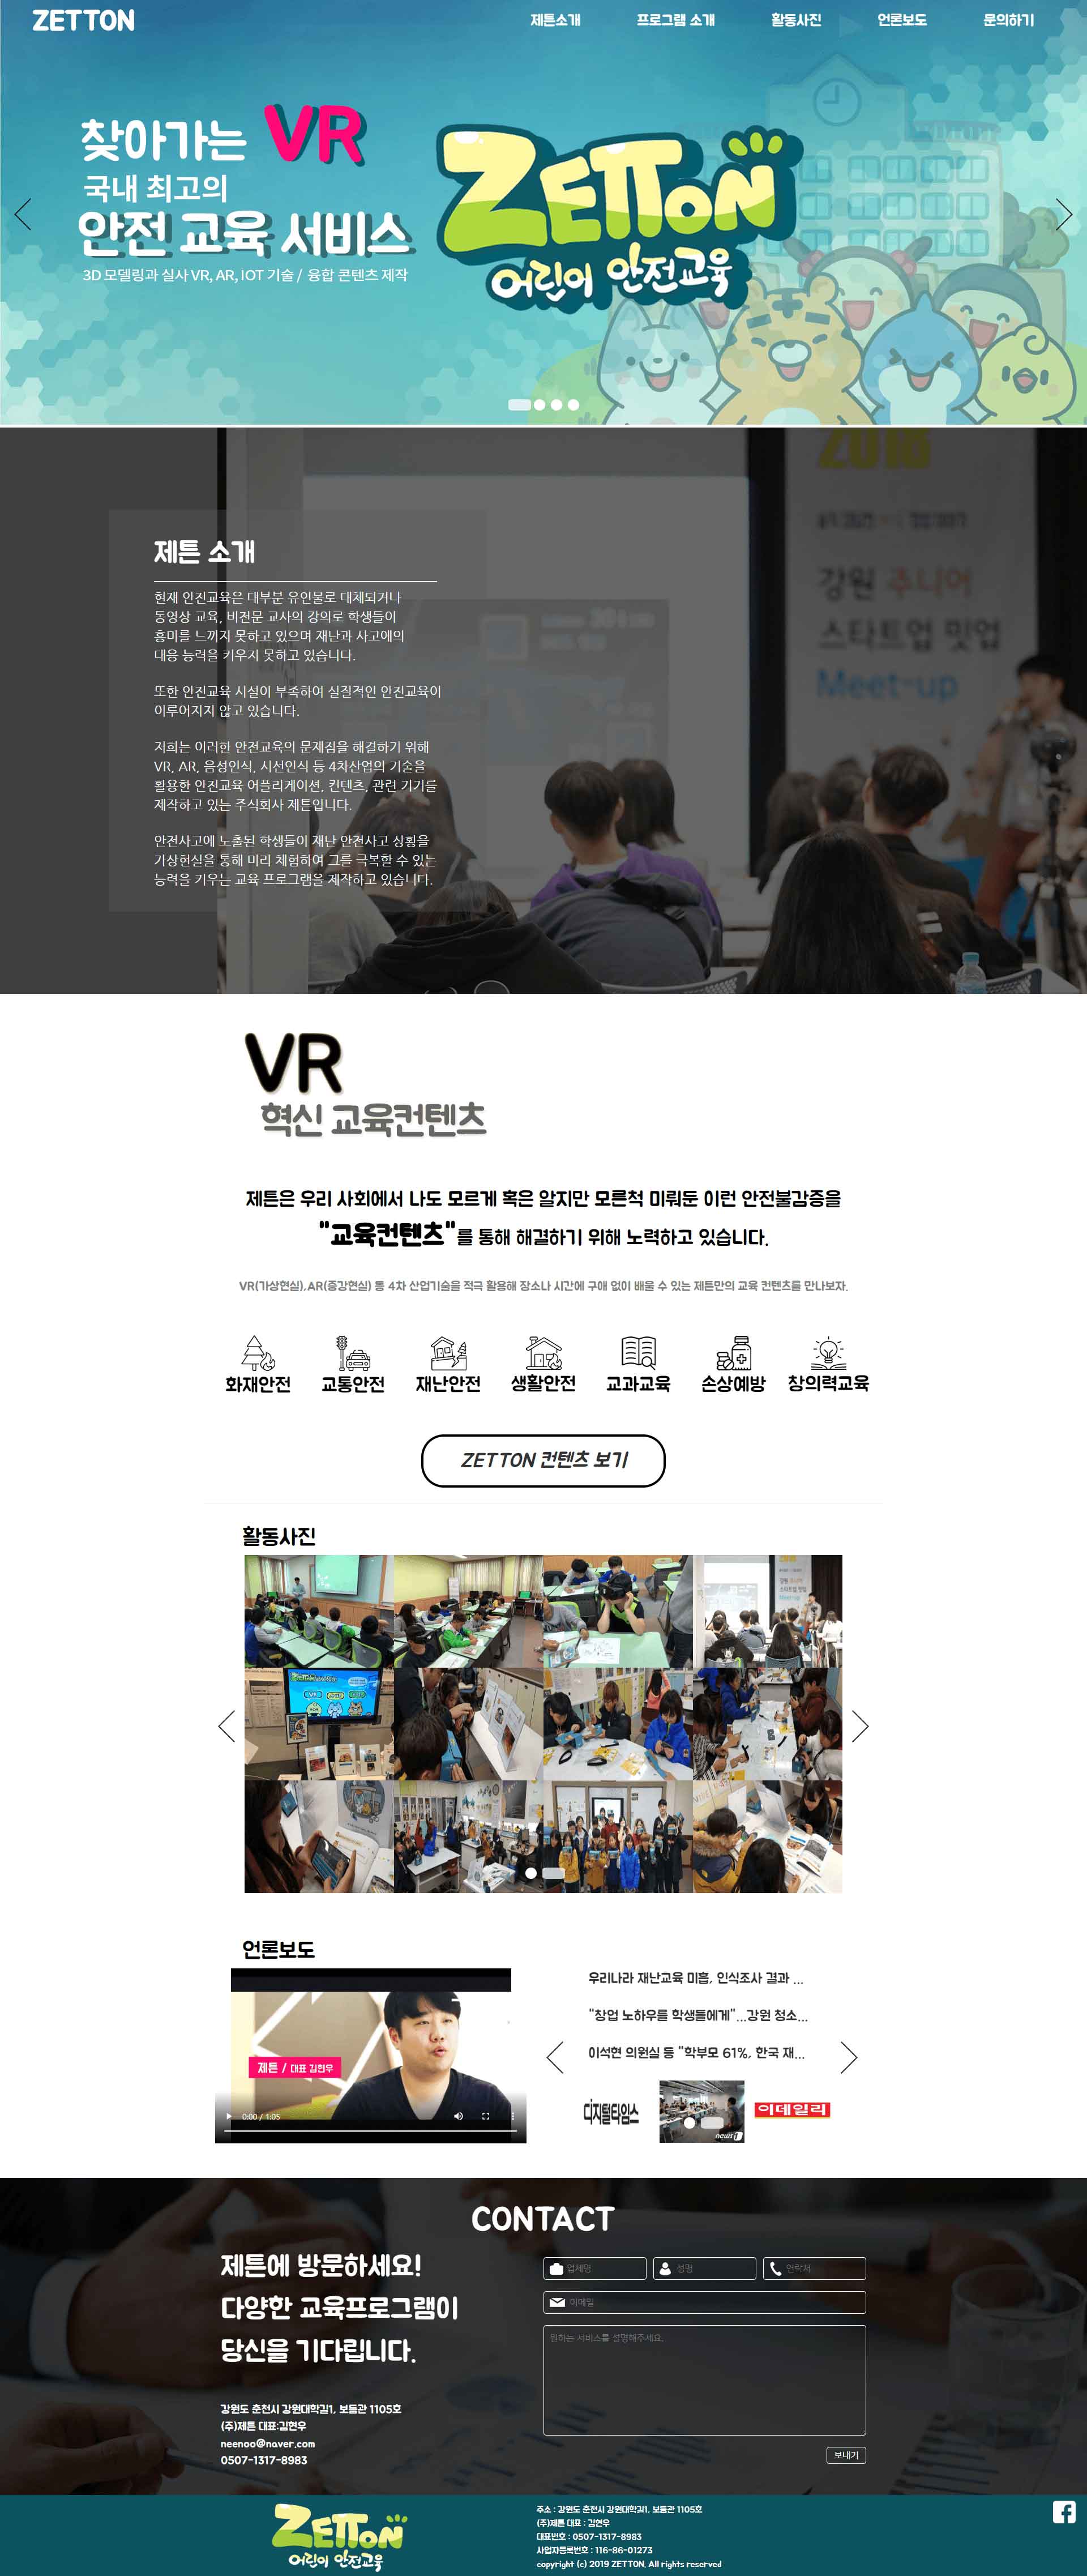 ZETTON
제튼소개
프로그램 소개
활동사진
언론보도
문의하기
찾아가는 VR
국내 최고의
안전 교육 서비스
3D 모델링과 실사 VR, AR, IOT 기술 / 융합 콘텐츠 제작
ZETTON
어린이 안전교육
2018
강원 주니어
스타트업 밋업
Meet-up
제튼 소개
현재 안전교육은 대부분 유인물로 대체되거나
동영상 교육, 비전문 교사의 강의로 학생들이
흥미를 느끼지 못하고 있으며 재난과 사고에의
대응 능력을 키우지 못하고 있습니다.
또한 안전교육 시설이 부족하여 실질적인 안전교육이
이루어지지 않고 있습니다.
저희는 이러한 안전교육의 문제점을 해결하기 위해
VR, AR, 음성인식, 시선인식 등 4차산업의 기술을
활용한 안전교육 어플리케이션, 컨텐츠, 관련 기기를
제작하고 있는 주식회사 제튼입니다.
안전사고에 노출된 학생들이 재난 안전사고 상황을
가상현실을 통해 미리 체험하여 그를 극복할 수 있는
능력을 키우는 교육 프로그램을 제작하고 있습니다.
VR
혁신 교육컨텐츠
제튼은 우리 사회에서 나도 모르게 혹은 알지만 모른척 미뤄둔 이런 안전불감증을
"교육컨텐츠"를 통해 해결하기 위해 노력하고 있습니다.
VR(가상현실),AR(증강현실) 등 4차 산업기술을 적극 활용해 장소나 시간에 구애 없이 배울 수 있는 제튼만의 교육 컨텐츠를 만나보자.
화재안전
교통안전
재난안전
생활안전
교과교육
손상예방
창의력교육
ZETTON 컨텐츠 보기
활동사진
강원 주니어
스타트업 밋업
Meet-up
언론보도
제튼 / 대표 김현우
0:00 / 1:05
우리나라 재난교육 미흡, 인식조사 결과 ...
"창업 노하우를 학생들에게"...강원 청소...
이석현 의원실 등 "학부모 61%, 한국 재...
디지털타임스
news1
이데일리
CONTACT
제튼에 방문하세요!
다양한 교육프로그램이
당신을 기다립니다.
강원도 춘천시 강원대학길1, 보듬관 1105호
(주)제튼 대표:김현우
neenoo@naver.com
0507-1317-8983
업체명
성명
연락처
이메일
원하는 서비스를 설명해주세요.
보내기
ZETTON
어린이 안전교육
주소 : 강원도 춘천시 강원대학길1, 보듬관 1105호
(주)제튼 대표 : 김현우
대표번호 : 0507-1317-8983
사업자등록번호 : 116-86-01273
copyright (c) 2019 ZETTON, All rights reserved